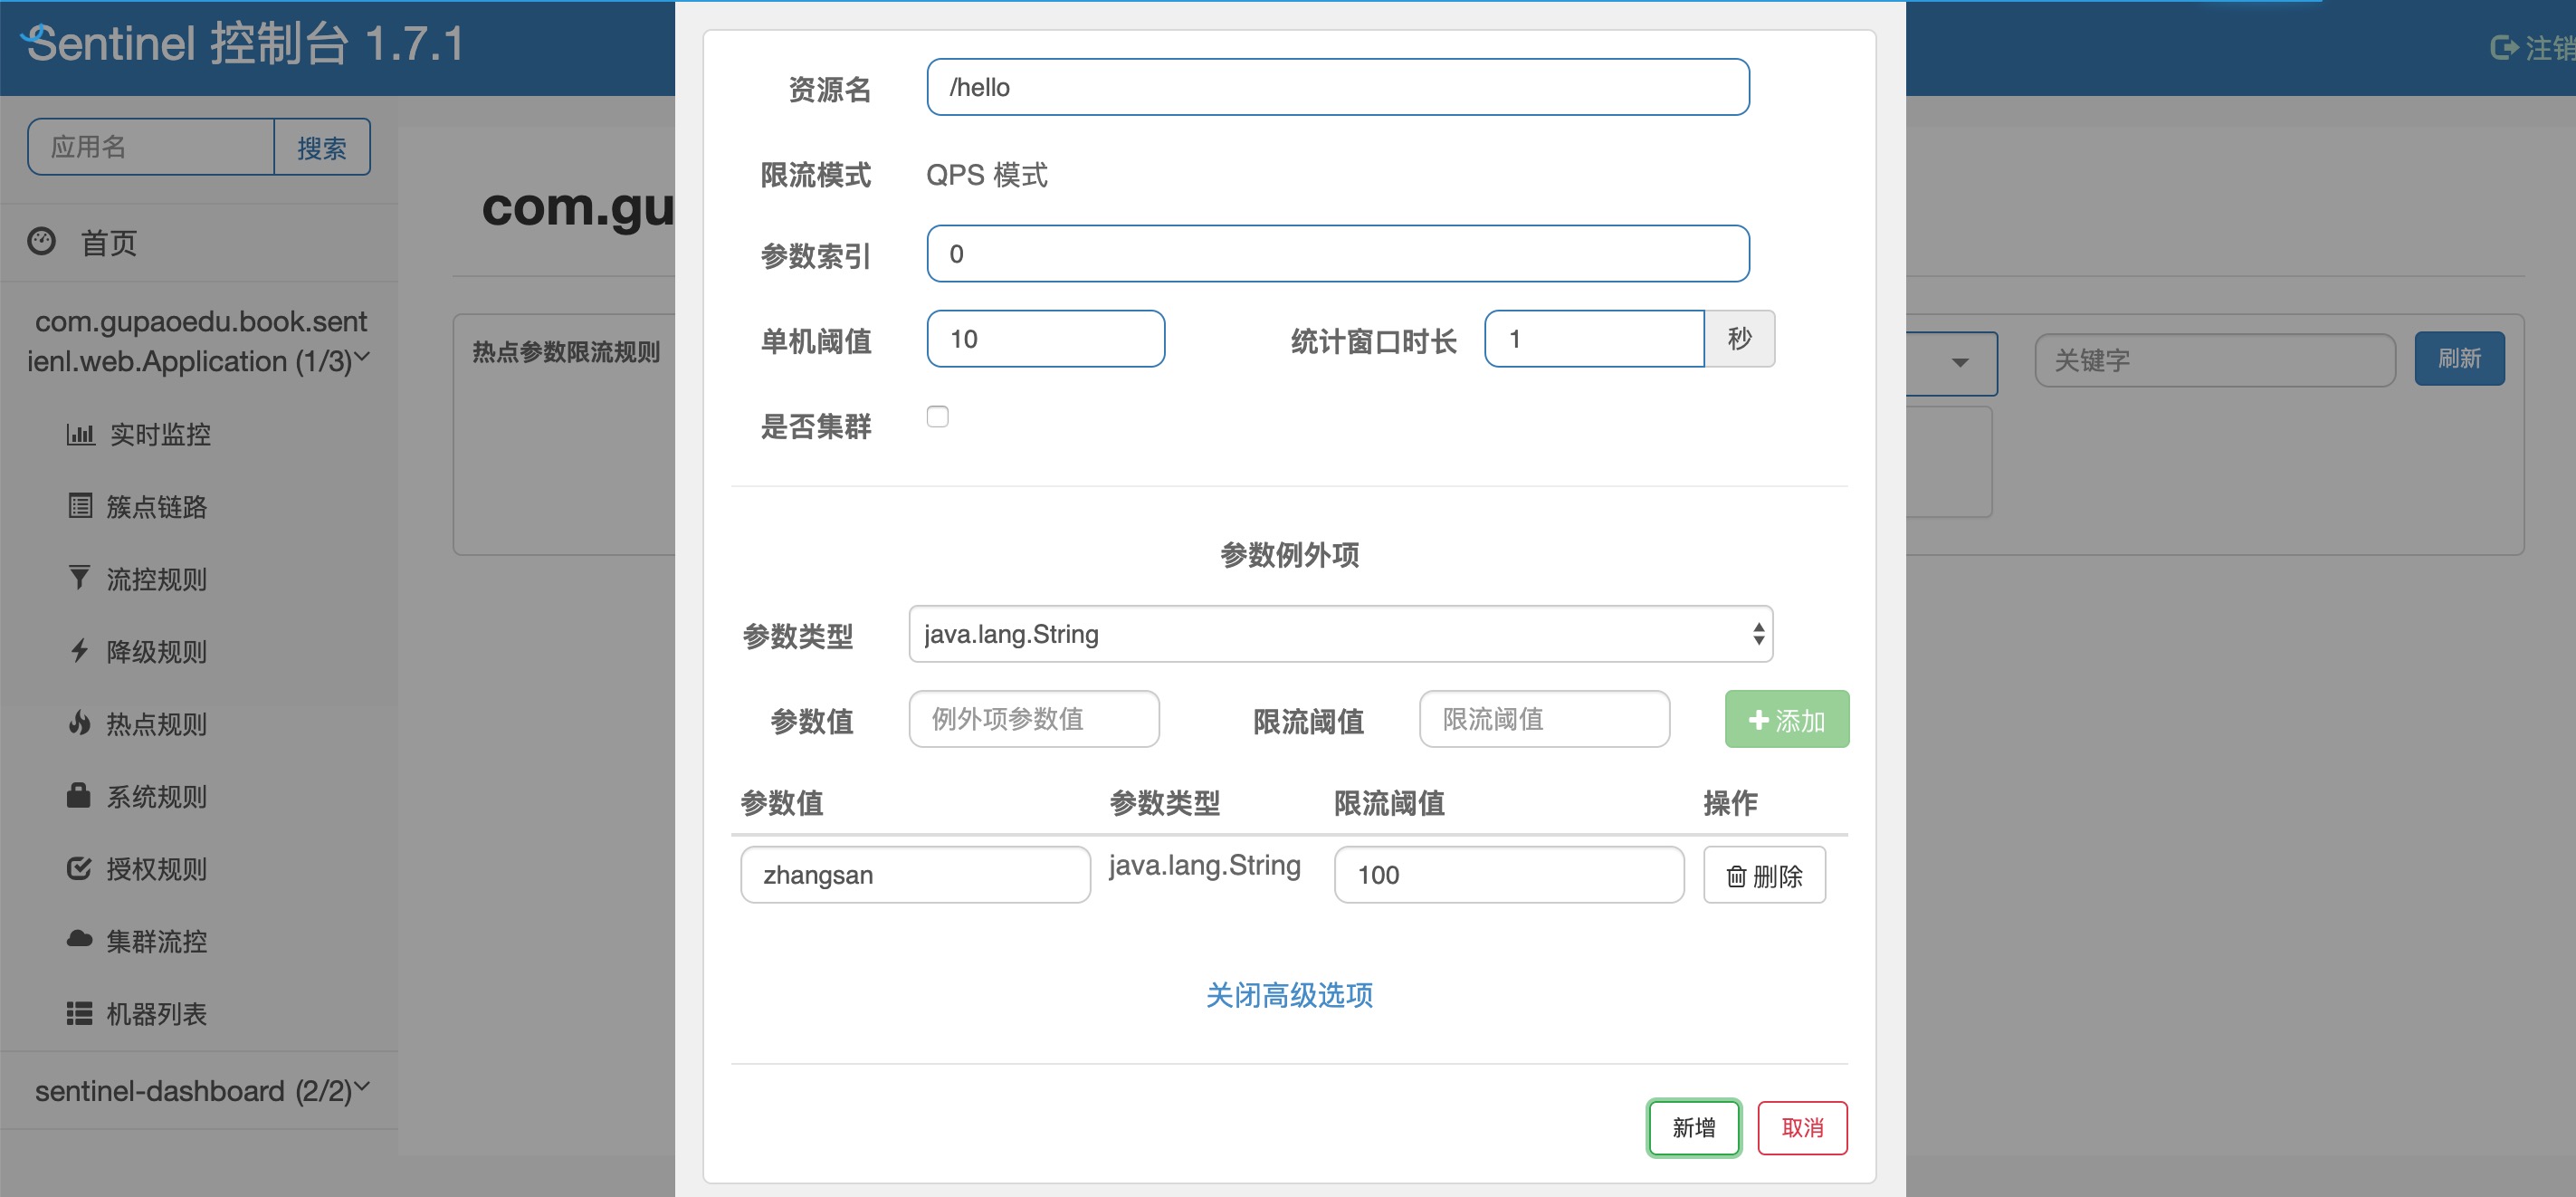 Sentinel 控制台 1.7.1
注销
应用名
搜索
首页
com.gupaoedu.book.sent
ienl.web.Application (1/3)
实时监控
簇点链路
流控规则
降级规则
热点规则
系统规则
授权规则
集群流控
机器列表
sentinel-dashboard (2/2)
com.gu
热点参数限流规则
关键字
刷新
资源名
/hello
限流模式
QPS 模式
参数索引
0
单机阈值
10
统计窗口时长
1
秒
是否集群
参数例外项
参数类型
java.lang.String
参数值
例外项参数值
限流阈值
限流阈值
添加
参数值 参数类型 限流阈值 操作
zhangsan java.lang.String 100 删除
关闭高级选项
新增
取消